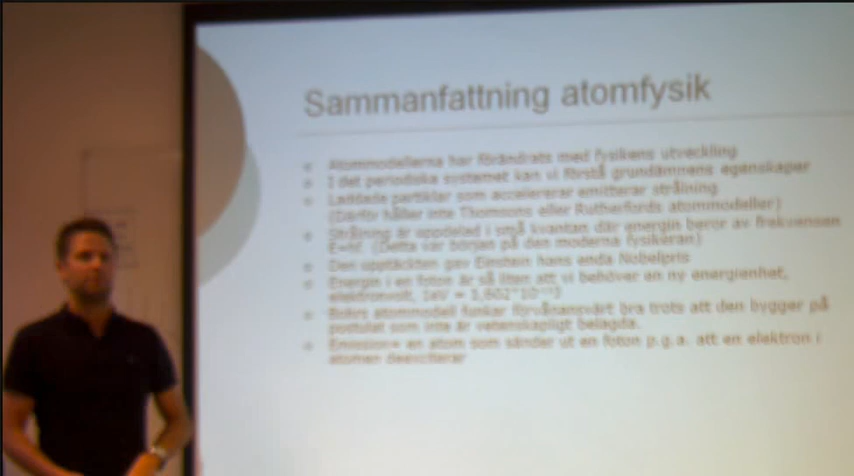 Sammanfattning atomfysik
Atommodellerna har förändrats med fysikens utveckling
I det periodiska systemet kan vi förstå grundämnens egenskaper
Laddade partiklar som accelererar emitterar strålning
(Därför håller inte Thomsons eller Rutherfords atommodeller)
Strålning är uppdelad i små kvantan där energin beror av frekvensen
E=hf (Detta var början på den moderna fysiken)
Den upptäckten gav Einstein hans enda Nobelpris
Energin i en foton är så liten att vi behöver en ny energienhet,
elektronvolt, 1eV = 1,602*10
Bohrs atommodell funkar förvånansvärt bra trots att den bygger på
postulat som inte är vetenskapligt belagda.
Emission= en atom som sänder ut en foton p.g.a. att en elektron i
atomen deexciterar